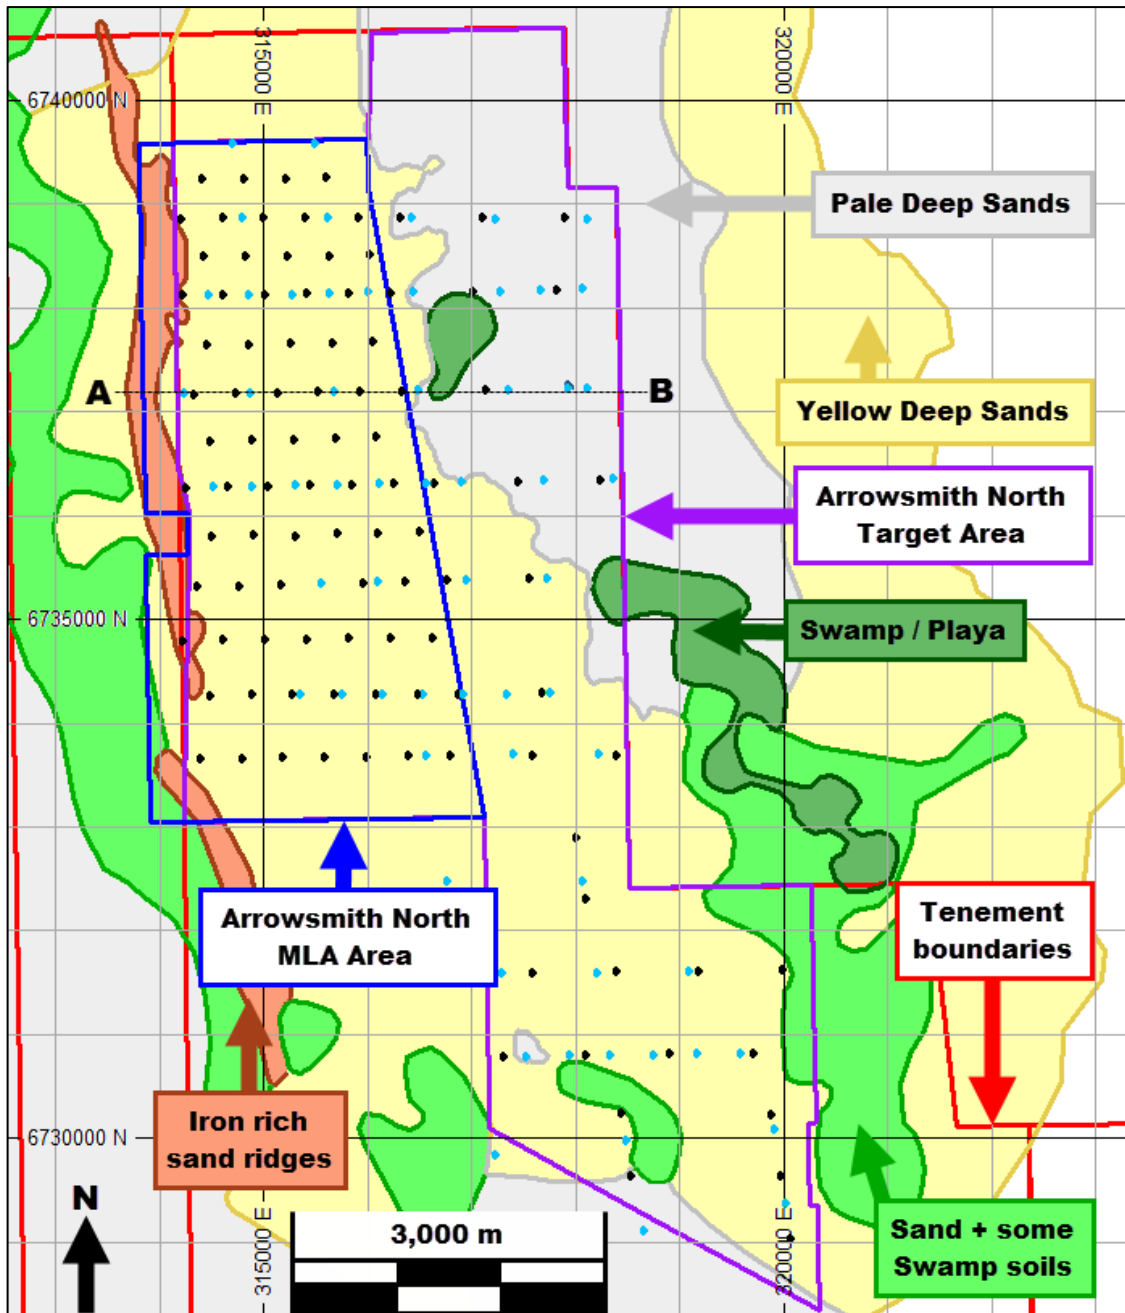 315000 E
320000 E
6740000 N
Pale Deep Sands
A
B
Yellow Deep Sands
Arrowsmith North
Target Area
6735000 N
Swamp / Playa
Arrowsmith North
MLA Area
Tenement
boundaries
Iron rich
sand ridges
6730000 N
N
3,000 m
Sand + some
Swamp soils
315000 E
320000 E